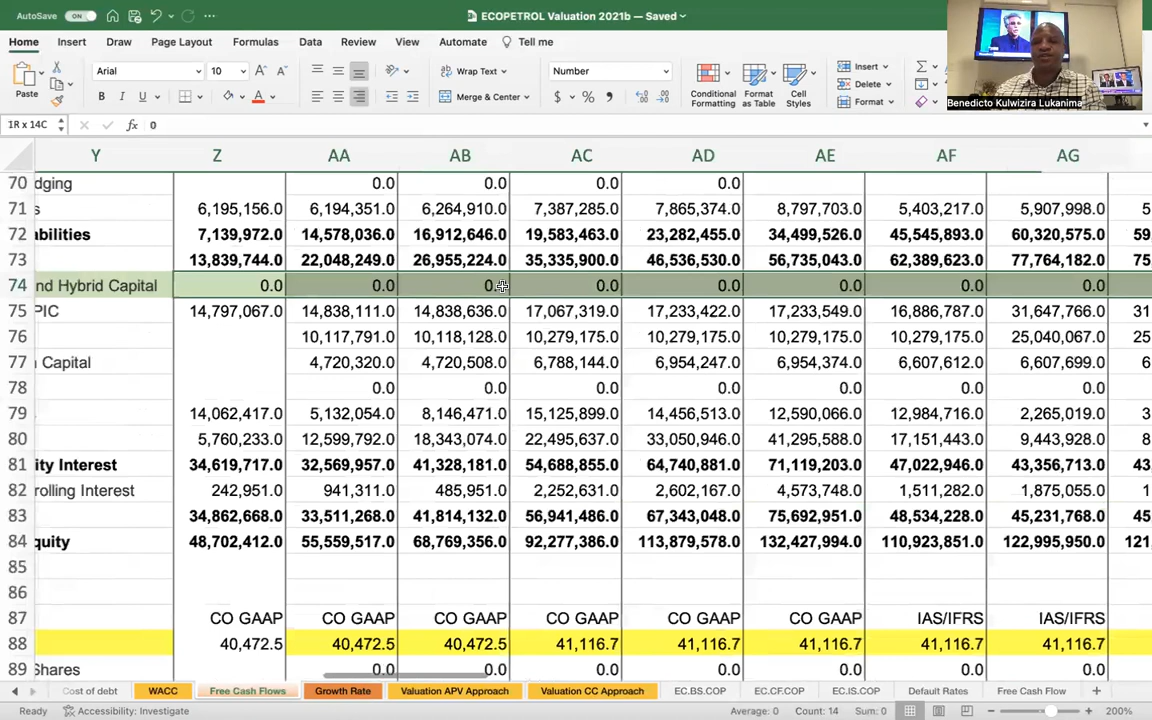 AutoSave ON ECOPETROL Valuation 2021b — Saved
Home Insert Draw Page Layout Formulas Data Review View Automate Tell me
Paste Arial 10 A A Wrap Text Number Conditional Formatting Format as Table Cell Styles Insert
B I U A Merge & Center $ % Delete Format
Benedicto Kulwizira Lukanima
1R x 14C fx 0
Y Z AA AB AC AD AE AF AG
70 dging 0.0 0.0 0.0 0.0
71 s 6,195,156.0 6,194,351.0 6,264,910.0 7,387,285.0 7,865,374.0 8,797,703.0 5,403,217.0 5,907,998.0 5
72 abilities 7,139,972.0 14,578,036.0 16,912,646.0 19,583,463.0 23,282,455.0 34,499,526.0 45,545,893.0 60,320,575.0 59
73 13,839,744.0 22,048,249.0 26,955,224.0 35,335,900.0 46,536,530.0 56,735,043.0 62,389,623.0 77,764,182.0 75
74 nd Hybrid Capital 0.0 0.0 0.0 0.0 0.0 0.0 0.0 0.0
75 PIC 14,797,067.0 14,838,111.0 14,838,636.0 17,067,319.0 17,233,422.0 17,233,549.0 16,886,787.0 31,647,766.0 31
76 10,117,791.0 10,118,128.0 10,279,175.0 10,279,175.0 10,279,175.0 10,279,175.0 25,040,067.0 25
77 n Capital 4,720,320.0 4,720,508.0 6,788,144.0 6,954,247.0 6,954,374.0 6,607,612.0 6,607,699.0 6
78 0.0 0.0 0.0 0.0 0.0 0.0 0.0
79 14,062,417.0 5,132,054.0 8,146,471.0 15,125,899.0 14,456,513.0 12,590,066.0 12,984,716.0 2,265,019.0 3
80 5,760,233.0 12,599,792.0 18,343,074.0 22,495,637.0 33,050,946.0 41,295,588.0 17,151,443.0 9,443,928.0 8
81 ity Interest 34,619,717.0 32,569,957.0 41,328,181.0 54,688,855.0 64,740,881.0 71,119,203.0 47,022,946.0 43,356,713.0 43
82 rolling Interest 242,951.0 941,311.0 485,951.0 2,252,631.0 2,602,167.0 4,573,748.0 1,511,282.0 1,875,055.0 1
83 34,862,668.0 33,511,268.0 41,814,132.0 56,941,486.0 67,343,048.0 75,692,951.0 48,534,228.0 45,231,768.0 45
84 quity 48,702,412.0 55,559,517.0 68,769,356.0 92,277,386.0 113,879,578.0 132,427,994.0 110,923,851.0 122,995,950.0 121
85
86
87 CO GAAP CO GAAP CO GAAP CO GAAP CO GAAP CO GAAP IAS/IFRS IAS/IFRS
88 40,472.5 40,472.5 40,472.5 41,116.7 41,116.7 41,116.7 41,116.7 41,116.7
89 Shares 0.0 0.0 0.0 0.0 0.0 0.0 0.0
Cost of debt WACC Free Cash Flows Growth Rate Valuation APV Approach Valuation CC Approach EC.BS.COP EC.CF.COP EC.IS.COP Default Rates Free Cash Flow +
Ready Accessibility: Investigate Average: 0 Count: 14 Sum: 0 200%